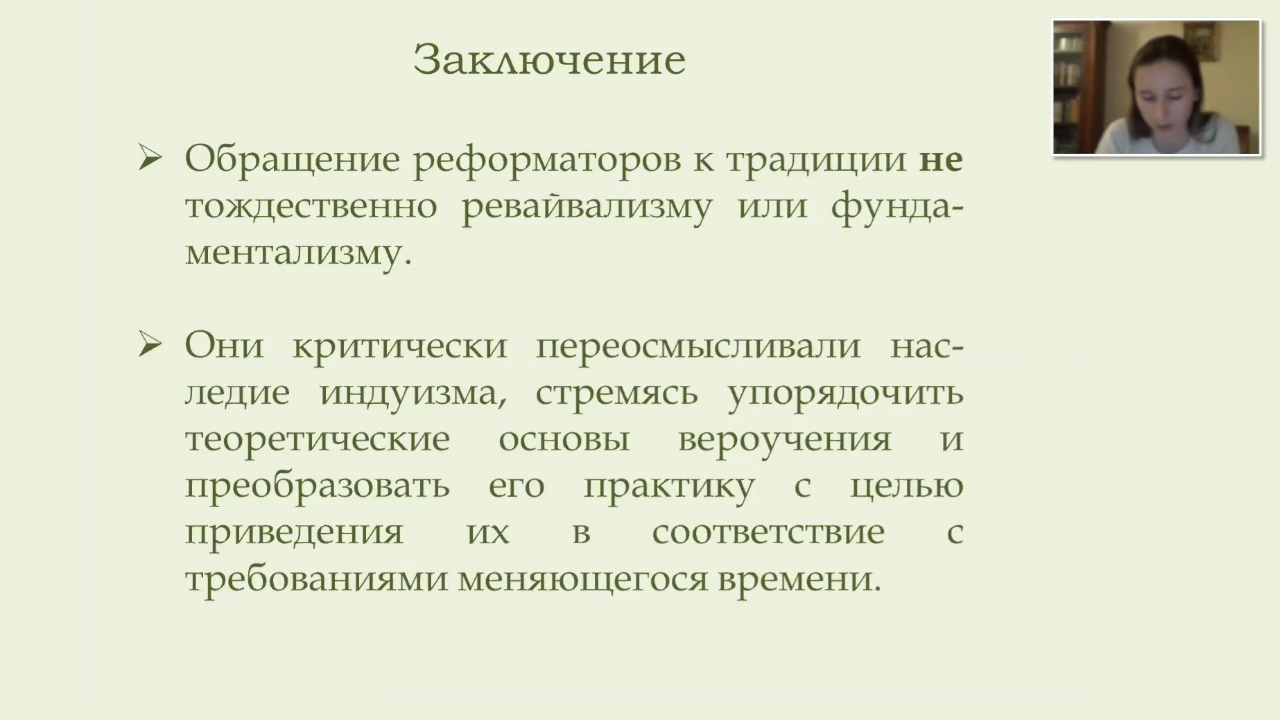 Заключение
➢ Обращение реформаторов к традиции не
тождественно ревайвализму или фунда-
ментализму.
➢ Они критически переосмысливали нас-
ледие индуизма, стремясь упорядочить
теоретические основы вероучения и
преобразовать его практику с целью
приведения их в соответствие с
требованиями меняющегося времени.